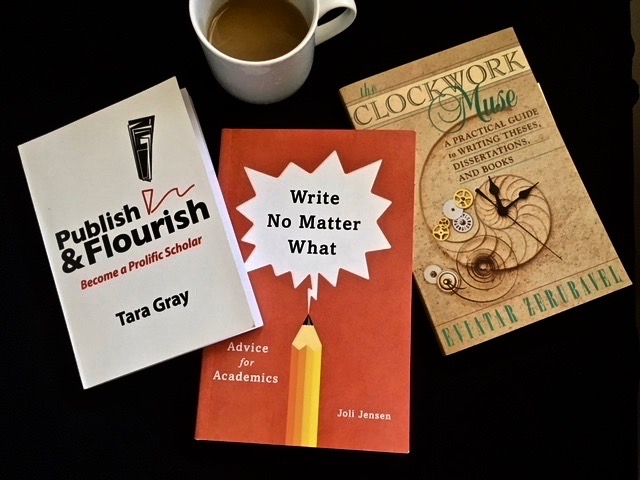 Publish
& Flourish
Become a Prolific Scholar
Tara Gray
Write
No Matter
What
Advice
for
Academics
Joli Jensen
the
CLOCKWORK
Muse
A PRACTICAL GUIDE
to WRITING THESES,
DISSERTATIONS,
AND BOOKS
EVIATAR ZERUBAVEL